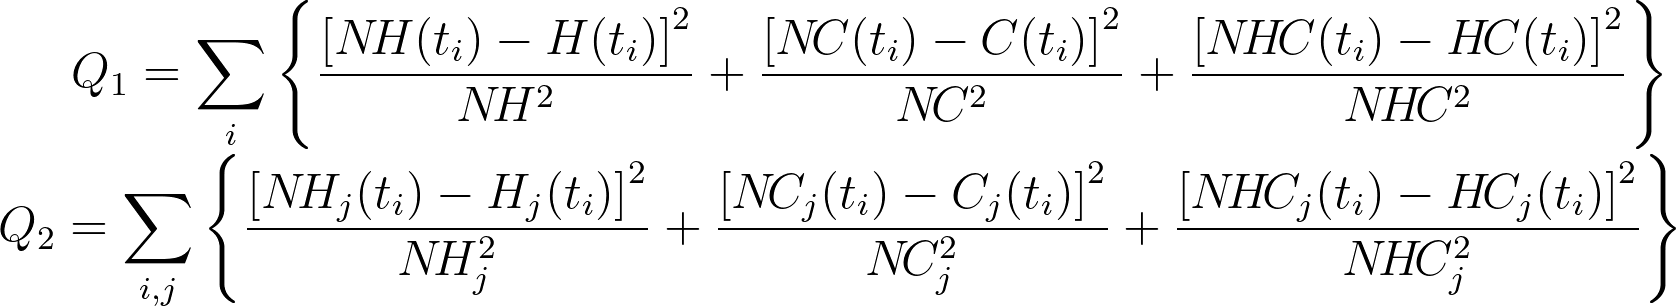 Q_1 = \sum_{i} \left\{ \frac{[NH(t_i) - H(t_i)]^2}{NH^2} + \frac{[NC(t_i) - C(t_i)]^2}{NC^2} + \frac{[NHC(t_i) - HC(t_i)]^2}{NHC^2} \right\}
Q_2 = \sum_{i,j} \left\{ \frac{[NH_j(t_i) - H_j(t_i)]^2}{NH_j^2} + \frac{[NC_j(t_i) - C_j(t_i)]^2}{NC_j^2} + \frac{[NHC_j(t_i) - HC_j(t_i)]^2}{NHC_j^2} \right\}